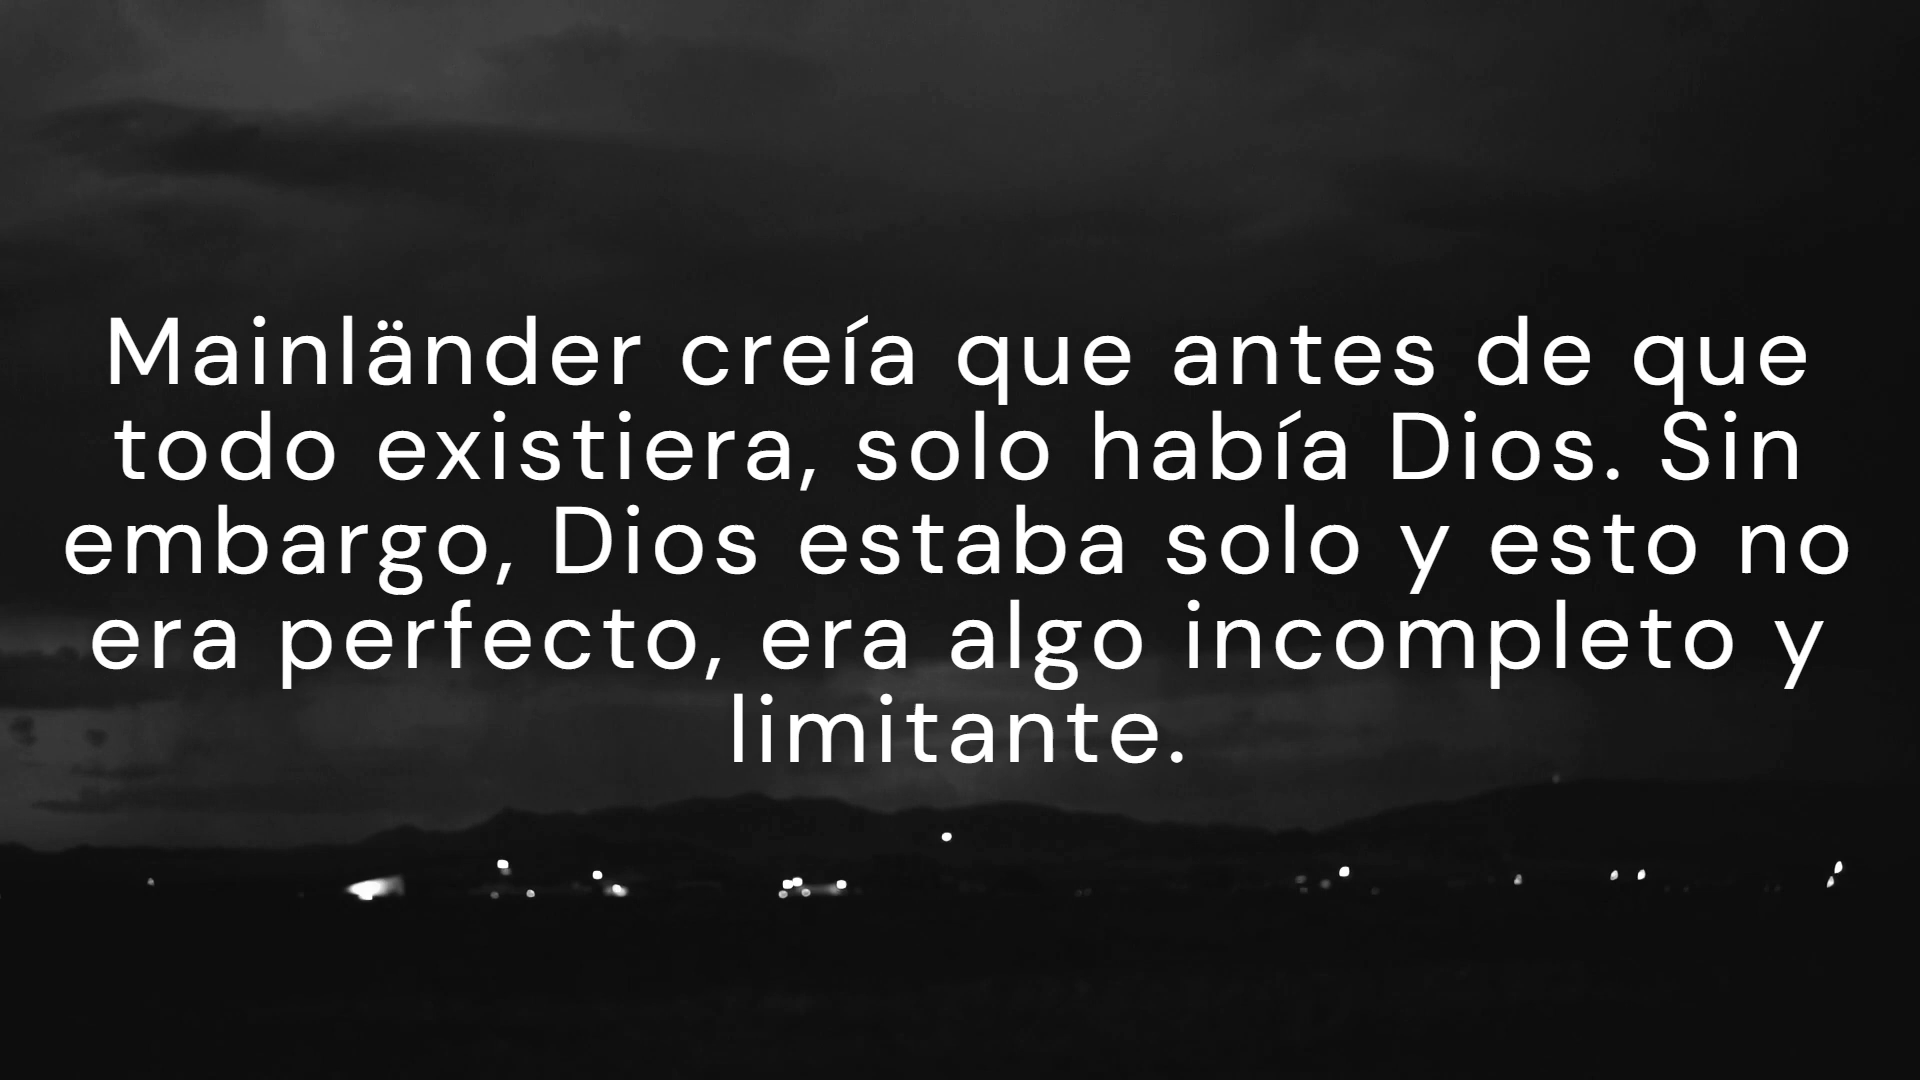 Mainländer creía que antes de que
todo existiera, solo había Dios. Sin
embargo, Dios estaba solo y esto no
era perfecto, era algo incompleto y
limitante.